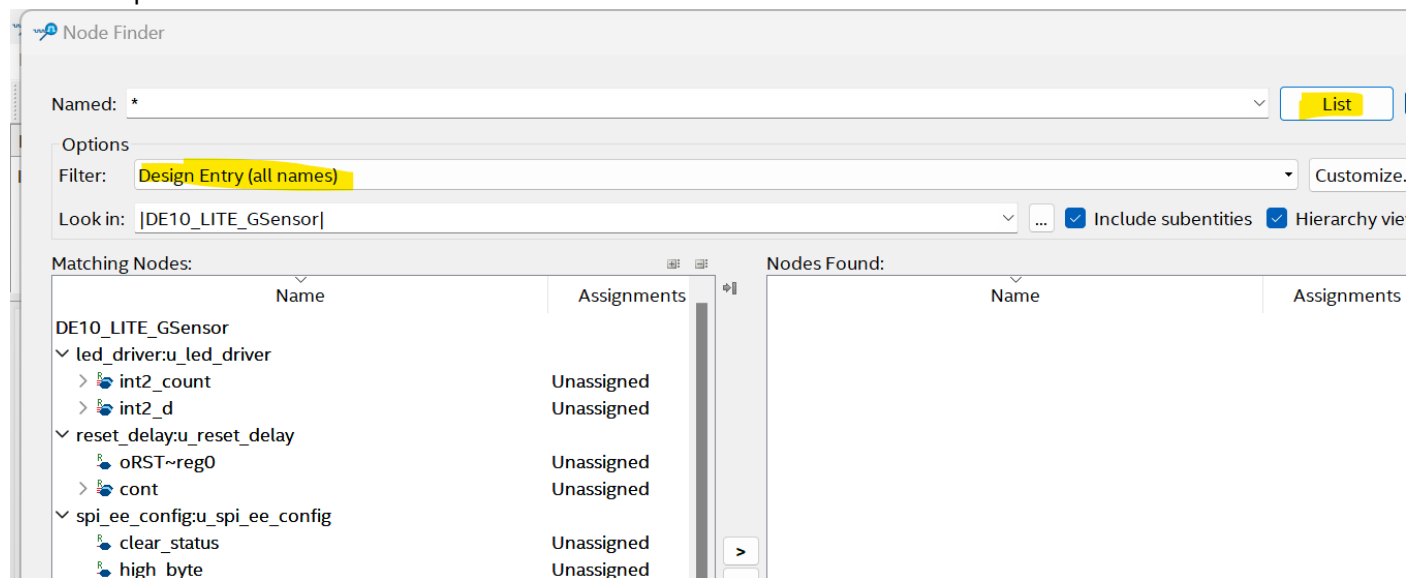 Node Finder
Named: * List
Options
Filter: Design Entry (all names) Customize.
Look in: |DE10_LITE_GSensor| ... Include subentities Hierarchy vie
Matching Nodes: Nodes Found:
Name Assignments Name Assignments
DE10_LITE_GSensor
led_driver:u_led_driver
int2_count Unassigned
int2_d Unassigned
reset_delay:u_reset_delay
oRST~reg0 Unassigned
cont Unassigned
spi_ee_config:u_spi_ee_config
clear_status Unassigned
>
high_byte Unassigned